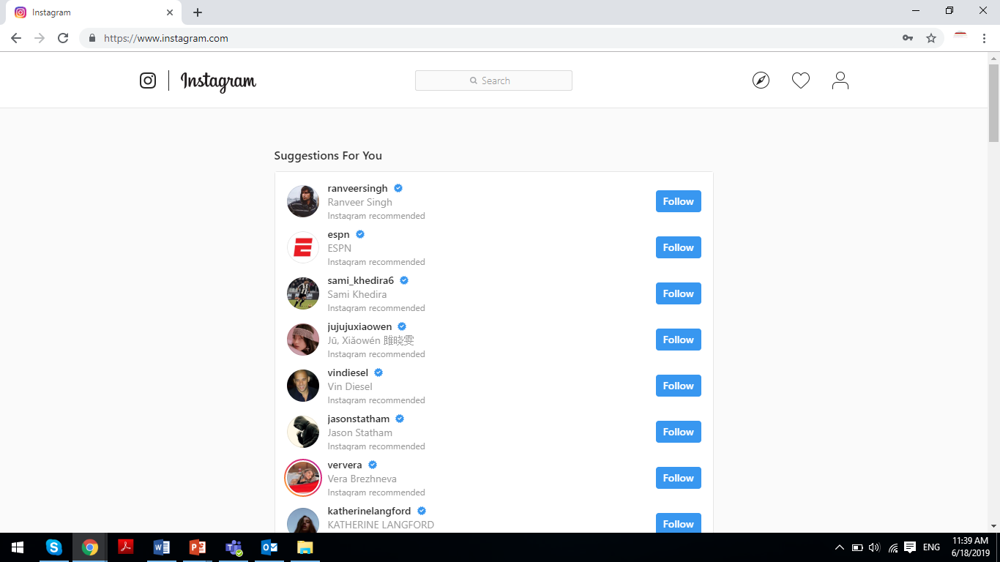 Instagram
https://www.instagram.com
Instagram
Search
Suggestions For You
ranveersingh
Ranveer Singh
Instagram recommended
Follow
espn
ESPN
Instagram recommended
Follow
sami_khedira6
Sami Khedira
Instagram recommended
Follow
jujujuxiaowen
Jū, Xiǎowén 雎晓雯
Instagram recommended
Follow
vindiesel
Vin Diesel
Instagram recommended
Follow
jasonstatham
Jason Statham
Instagram recommended
Follow
ververa
Vera Brezhneva
Instagram recommended
Follow
katherinelangford
KATHERINE LANGFORD
Follow
ENG
11:39 AM
6/18/2019